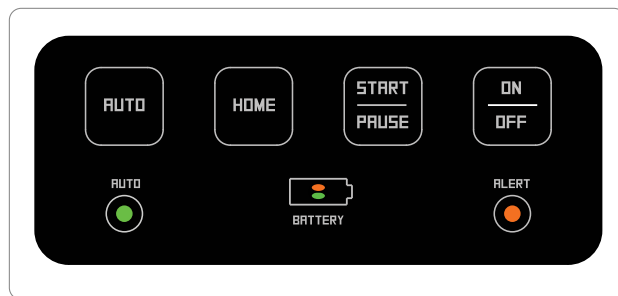 AUTO
HOME
START
PAUSE
ON
OFF
AUTO
BATTERY
ALERT